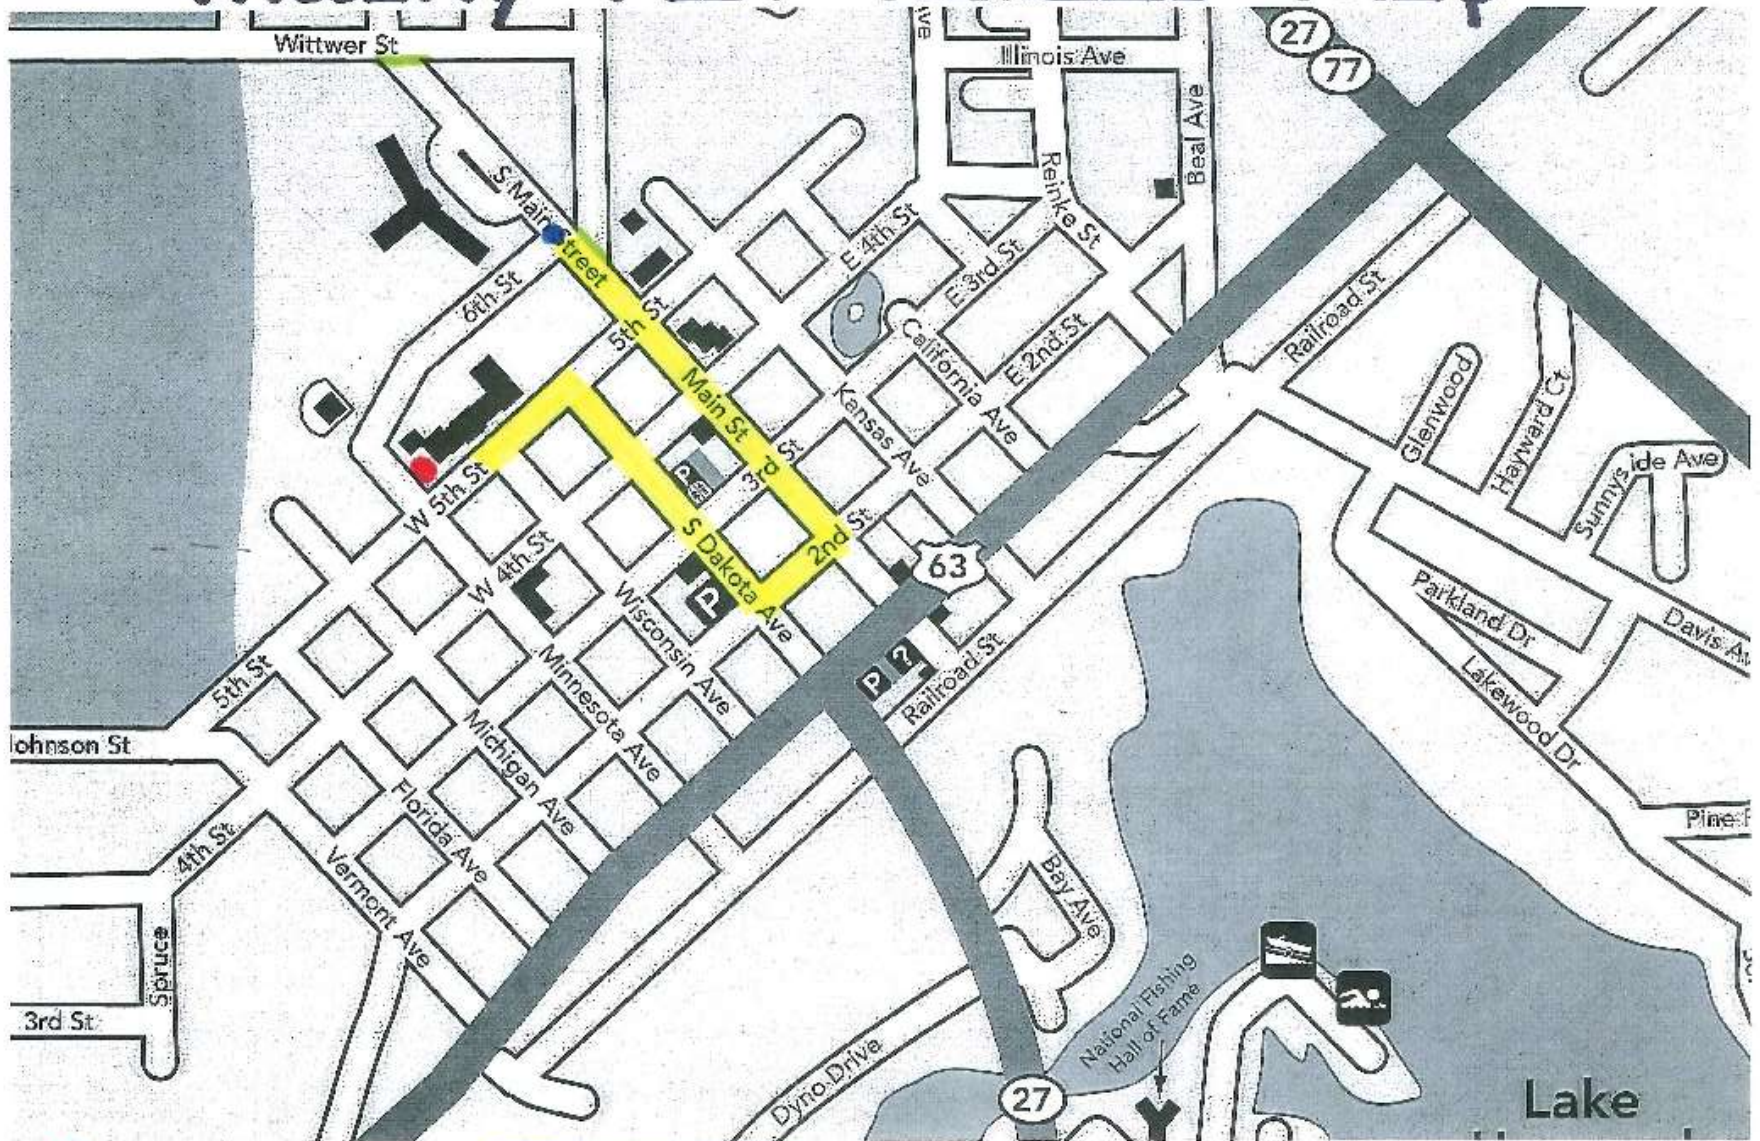 Wittwer St
Ave
Illinois Ave
27
77
Beal Ave
Reinke St
S Main Street
E 4th St
E 3rd St
6th St
5th St
Railroad St
California Ave
E 2nd St
Main St
Kansas Ave
Glenwood
Hayward Ct
3rd St
P
Sunnyside Ave
W 5th St
S Dakota Ave
2nd St
63
W 4th St
P
Wisconsin Ave
Parkland Dr
Davis Av
P
?
Railroad St
Minnesota Ave
5th St
Lakewood Dr
Johnson St
Michigan Ave
Florida Ave
Pine
4th St
Vermont Ave
Bay Ave
Spruce
3rd St
National Fishing
Hall of Fame
Dyno Drive
27
Lake